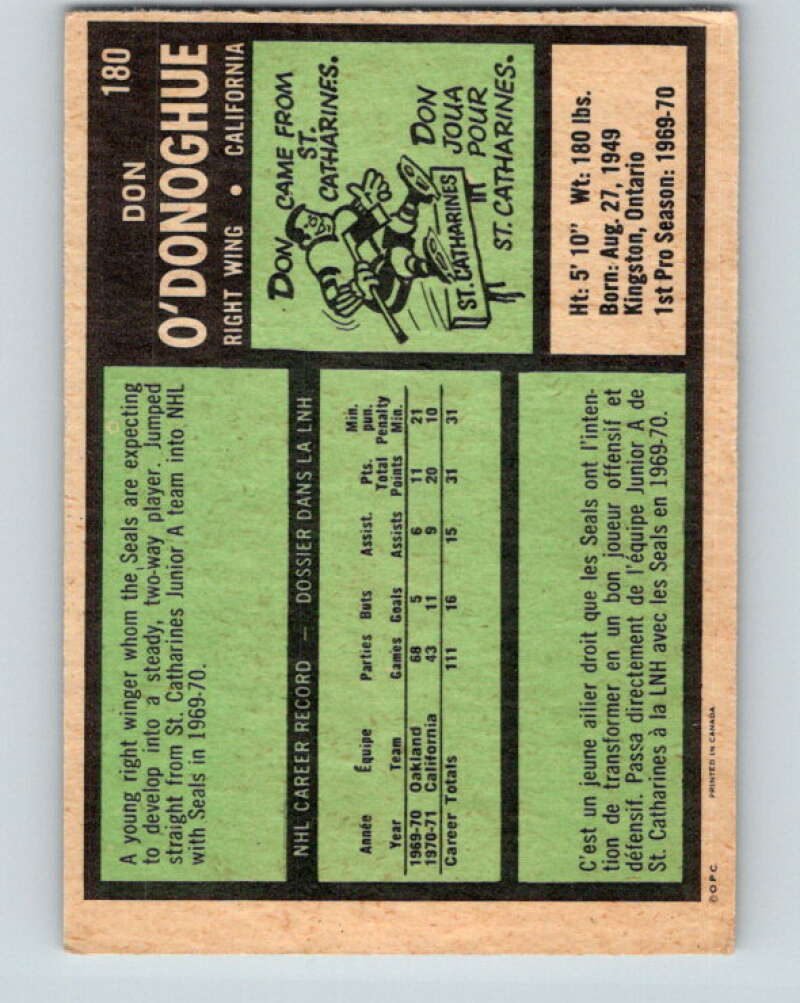 180
DON
O'DONOGHUE
RIGHT WING • CALIFORNIA
A young right winger whom the Seals are expecting
to develop into a steady, two-way player. Jumped
straight from St. Catharines Junior A team into NHL
with Seals in 1969-70.
DON CAME FROM
ST.
CATHARINES.
ST. CATHARINES
DON
JOUA
POUR
ST. CATHARINES.
NHL CAREER RECORD — DOSSIER DANS LA LNH
Année Équipe Parties Buts Assist. Pts. Total Min. pun.
Year Team Games Goals Assists Points Penalty Min.
1969-70 Oakland 68 5 6 11 21
1970-71 California 43 11 9 20 10
Career Totals 111 16 15 31 31
Ht: 5' 10" Wt: 180 lbs.
Born: Aug. 27, 1949
Kingston, Ontario
1st Pro Season: 1969-70
C'est un jeune ailier droit que les Seals ont l'inten-
tion de transformer en un bon joueur offensif et
défensif. Passa directement de l'équipe Junior A de
St. Catharines à la LNH avec les Seals en 1969-70.
©O.P.C. PRINTED IN CANADA